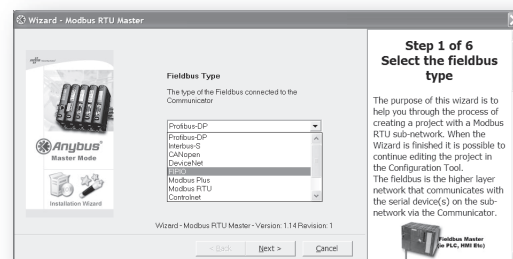 Wizard - Modbus RTU Master
Anybus®
Master Mode
Installation Wizard
Fieldbus Type
The type of the Fieldbus connected to the
Communicator
Profibus-DP
Profibus-DP
Interbus-S
CANopen
DeviceNet
FIPIO
Modbus Plus
Modbus RTU
Controlnet
Wizard - Modbus RTU Master - Version: 1.14 Revision: 1
< Back
Next >
Cancel
Step 1 of 6
Select the fieldbus
type
The purpose of this wizard is to
help you through the process of
creating a project with a Modbus
RTU sub-network. When the
Wizard is finished it is possible to
continue editing the project in
the Configuration Tool.
The fieldbus is the higher layer
network that communicates with
the serial device(s) on the sub-
network via the Communicator.
Fieldbus Master
(ie PLC, HMI Etc)